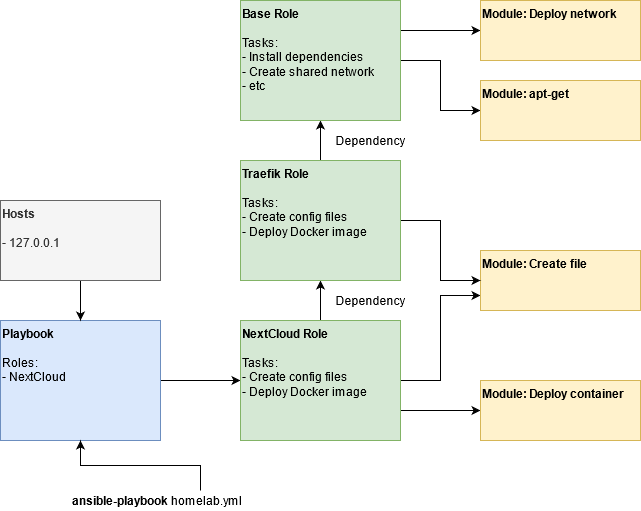 Base Role
Tasks:
- Install dependencies
- Create shared network
- etc
Module: Deploy network
Module: apt-get
Dependency
Traefik Role
Tasks:
- Create config files
- Deploy Docker image
Hosts
- 127.0.0.1
Module: Create file
Dependency
Playbook
Roles:
- NextCloud
NextCloud Role
Tasks:
- Create config files
- Deploy Docker image
Module: Deploy container
ansible-playbook homelab.yml